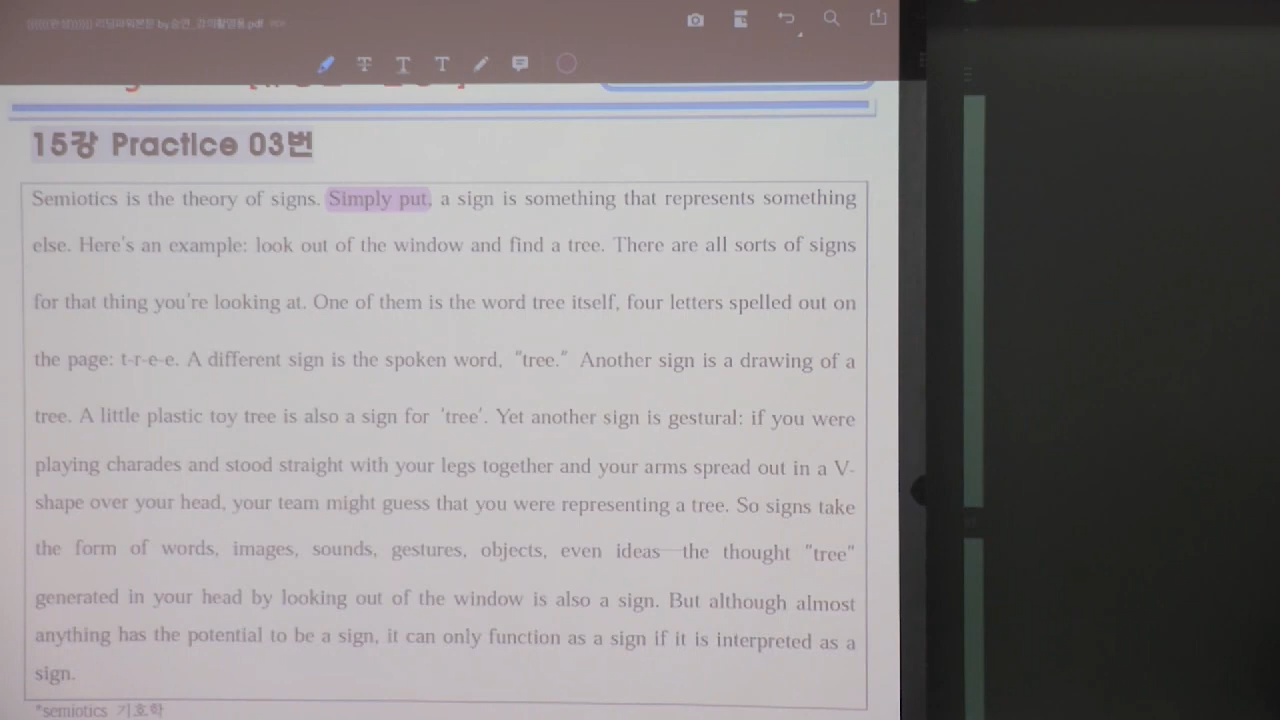 15강 Practice 03번
Semiotics is the theory of signs. Simply put, a sign is something that represents something
else. Here's an example: look out of the window and find a tree. There are all sorts of signs
for that thing you're looking at. One of them is the word tree itself, four letters spelled out on
the page: t-r-e-e. A different sign is the spoken word, "tree." Another sign is a drawing of a
tree. A little plastic toy tree is also a sign for 'tree'. Yet another sign is gestural: if you were
playing charades and stood straight with your legs together and your arms spread out in a V-
shape over your head, your team might guess that you were representing a tree. So signs take
the form of words, images, sounds, gestures, objects, even ideas—the thought "tree"
generated in your head by looking out of the window is also a sign. But although almost
anything has the potential to be a sign, it can only function as a sign if it is interpreted as a
sign.
*semiotics 기호학